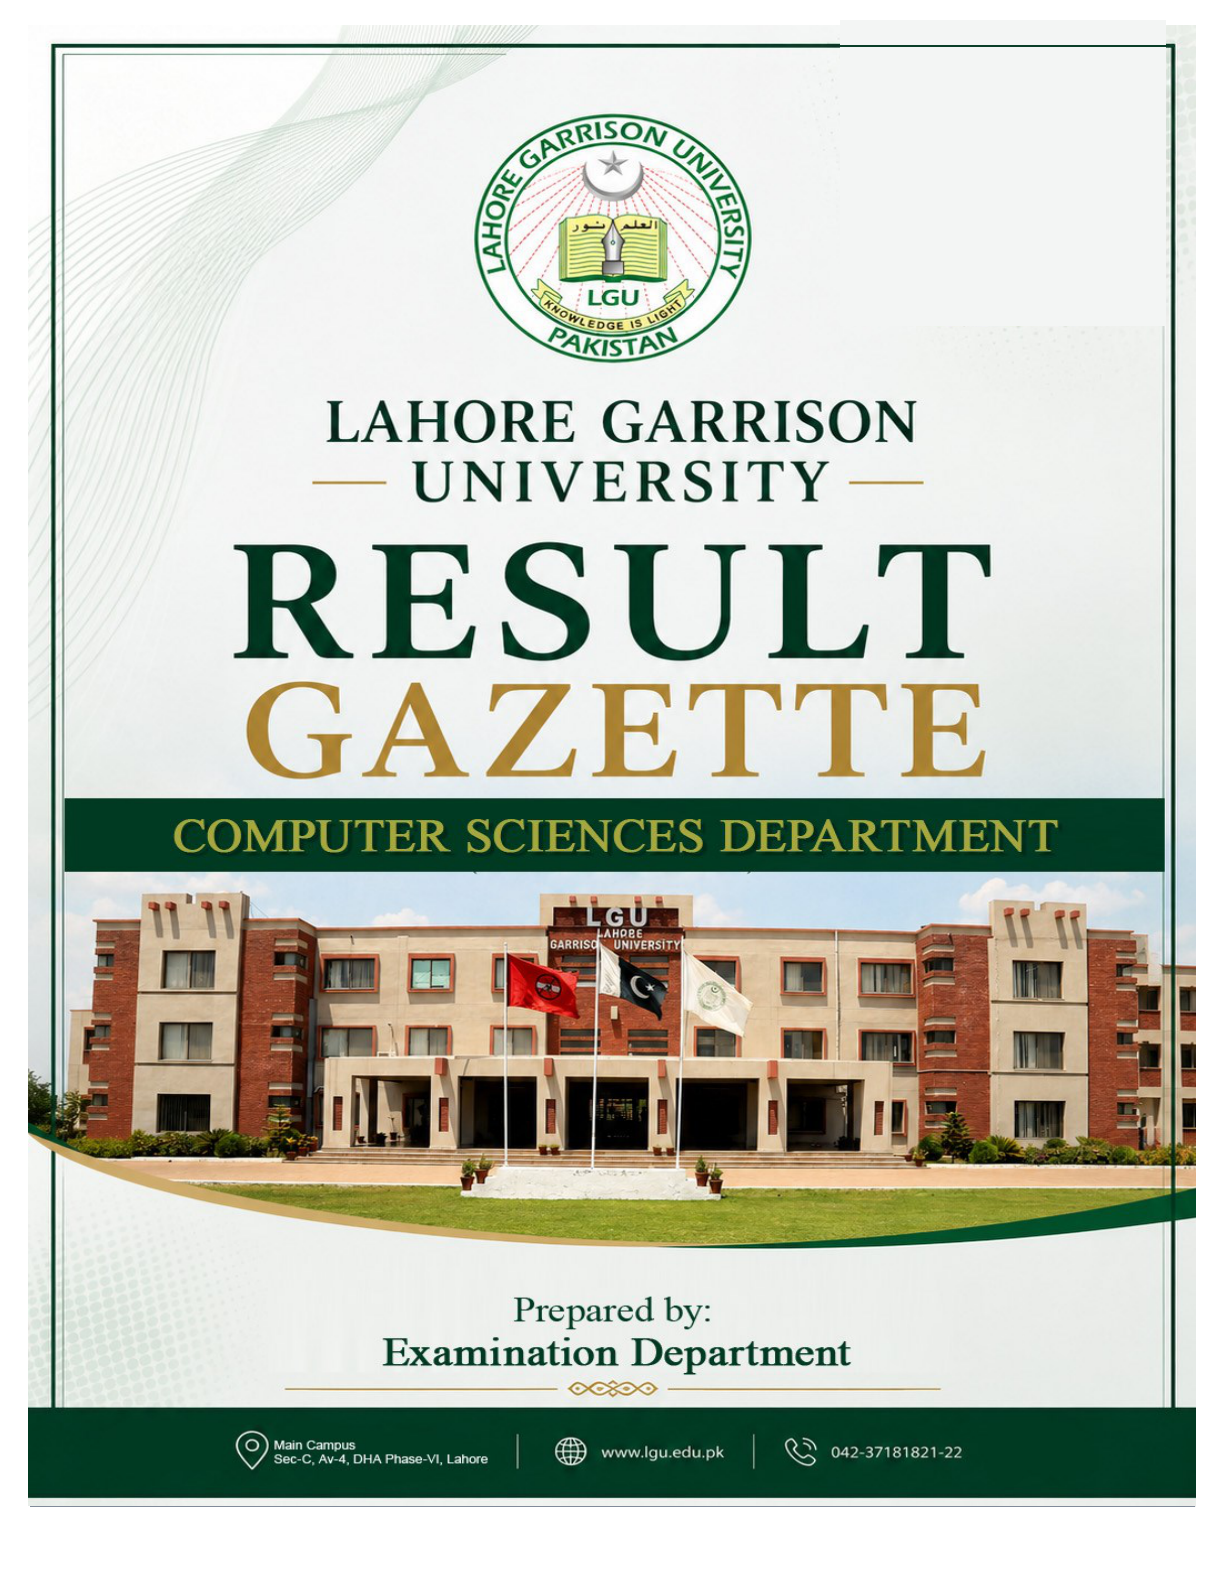 LAHORE GARRISON UNIVERSITY
العلم نور
LGU
KNOWLEDGE IS LIGHT
PAKISTAN
LAHORE GARRISON
UNIVERSITY
RESULT
GAZETTE
COMPUTER SCIENCES DEPARTMENT
LGU
LAHORE
GARRISON UNIVERSITY
Prepared by:
Examination Department
Main Campus
Sec-C, Av-4, DHA Phase-VI, Lahore
www.lgu.edu.pk
042-37181821-22